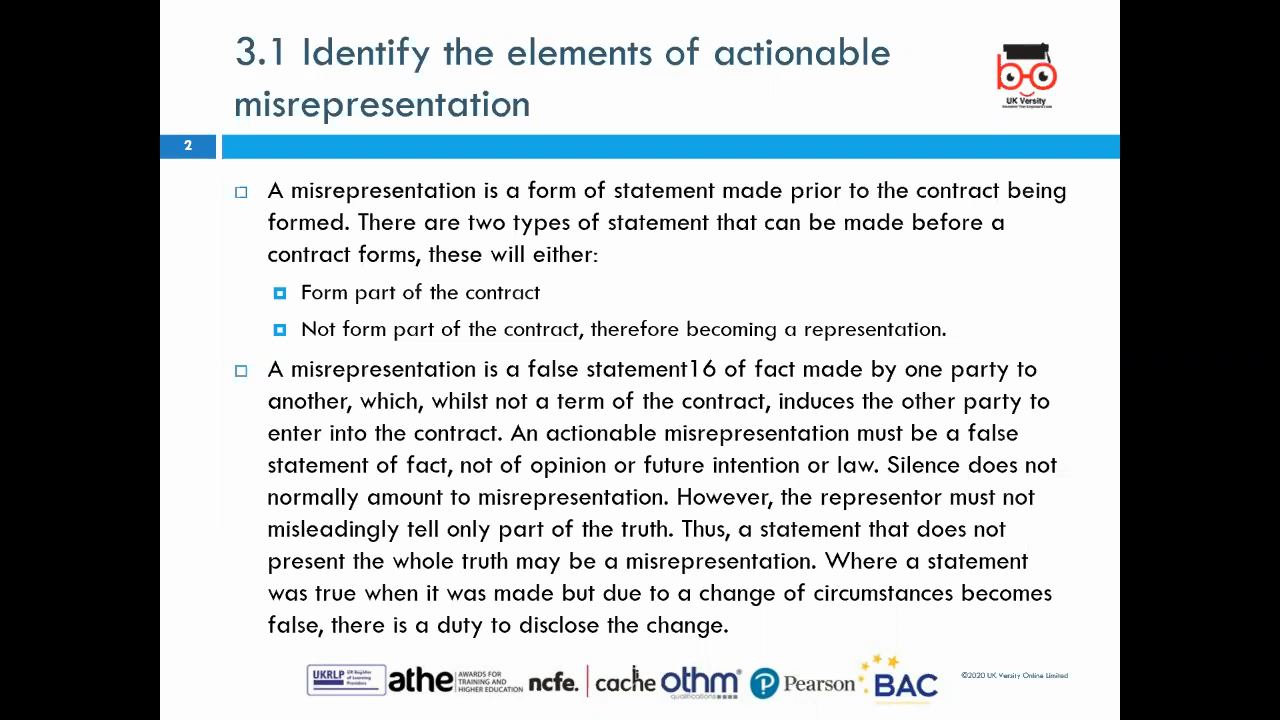 3.1 Identify the elements of actionable
misrepresentation
UK Versity
2
A misrepresentation is a form of statement made prior to the contract being
formed. There are two types of statement that can be made before a
contract forms, these will either:
Form part of the contract
Not form part of the contract, therefore becoming a representation.
A misrepresentation is a false statement16 of fact made by one party to
another, which, whilst not a term of the contract, induces the other party to
enter into the contract. An actionable misrepresentation must be a false
statement of fact, not of opinion or future intention or law. Silence does not
normally amount to misrepresentation. However, the representor must not
misleadingly tell only part of the truth. Thus, a statement that does not
present the whole truth may be a misrepresentation. Where a statement
was true when it was made but due to a change of circumstances becomes
false, there is a duty to disclose the change.
UKRLP UK Register of Learning Providers
athe AWARDS FOR TRAINING AND HIGHER EDUCATION
ncfe. cache
othm qualifications
P Pearson
BAC
©2020 UK Versity Online Limited